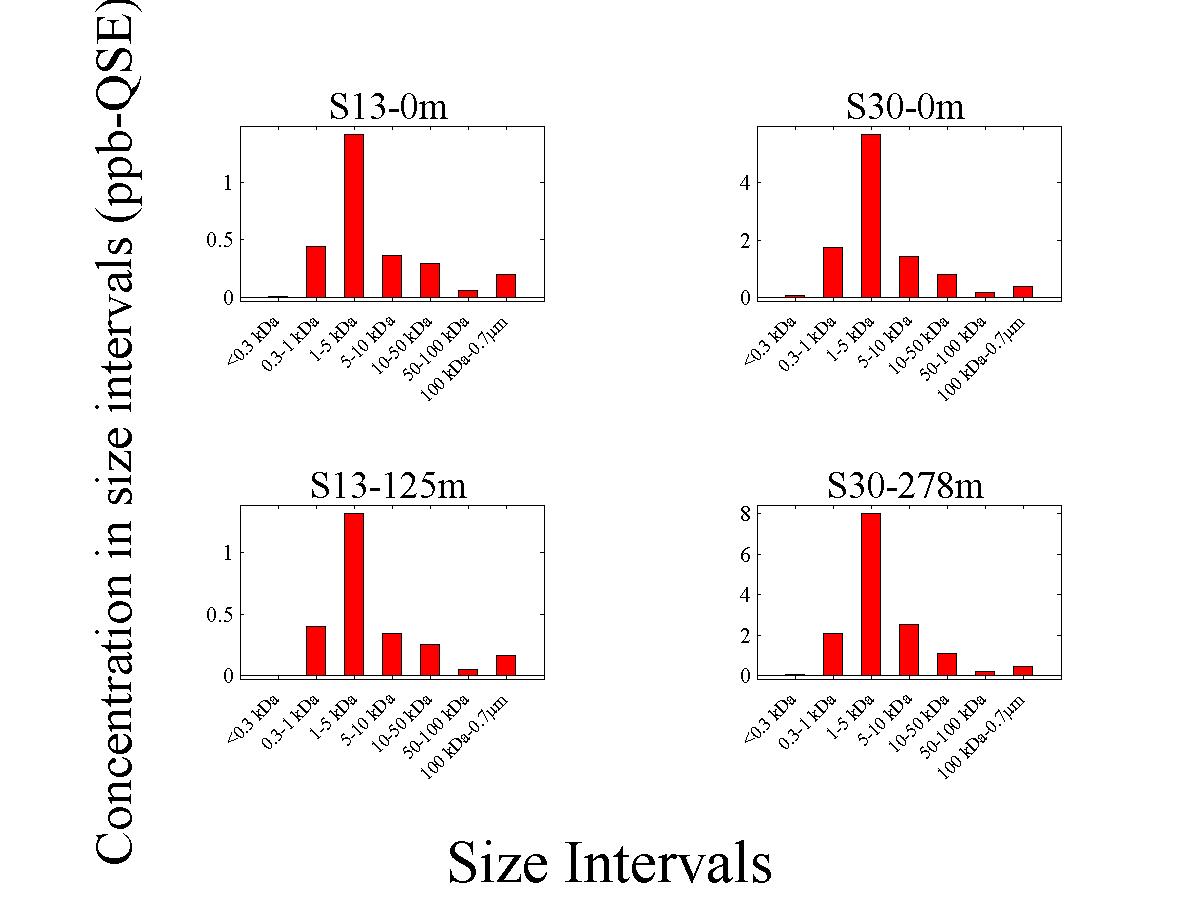 Concentration in size intervals (ppb-QSE)
S13-0m
1
0.5
0
<0.3 kDa
0.3-1 kDa
1-5 kDa
5-10 kDa
10-50 kDa
50-100 kDa
100 kDa-0.7μm
S30-0m
4
2
0
<0.3 kDa
0.3-1 kDa
1-5 kDa
5-10 kDa
10-50 kDa
50-100 kDa
100 kDa-0.7μm
S13-125m
1
0.5
0
<0.3 kDa
0.3-1 kDa
1-5 kDa
5-10 kDa
10-50 kDa
50-100 kDa
100 kDa-0.7μm
S30-278m
8
6
4
2
0
<0.3 kDa
0.3-1 kDa
1-5 kDa
5-10 kDa
10-50 kDa
50-100 kDa
100 kDa-0.7μm
Size Intervals